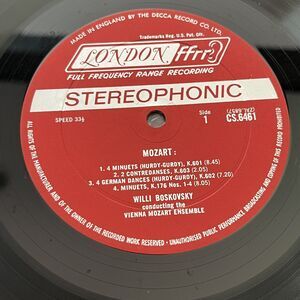 MADE IN ENGLAND BY THE DECCA RECORD CO. LTD.
Trademarks Reg. U.S. Pat. Off.
LONDON ffrr
FULL FREQUENCY RANGE RECORDING
STEREOPHONIC
SPEED 33⅓
Side
1
CS.6461
MOZART :
1. 4 MINUETS (HURDY-GURDY), K.601 (8.45)
2. 2 CONTREDANSES, K.603 (2.05)
3. 4 GERMAN DANCES (HURDY-GURDY), K.602 (7.20)
4. MINUETS, K.176 Nos. 1-4 (8.05)
WILLI BOSKOVSKY
conducting the
VIENNA MOZART ENSEMBLE
ALL RIGHTS OF THE MANUFACTURER AND OF THE OWNER OF THE RECORDED WORK RESERVED • UNAUTHORISED PUBLIC PERFORMANCE BROADCASTING AND COPYING OF THIS RECORD PROHIBITED